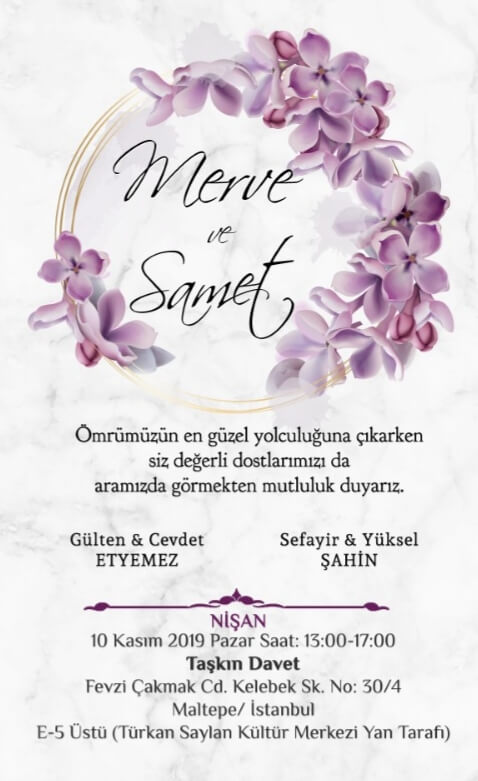 Merve
ve
Samet
Ömrümüzün en güzel yolculuğuna çıkarken
siz değerli dostlarımızı da
aramızda görmekten mutluluk duyarız.
Gülten & Cevdet
ETYEMEZ
Sefayir & Yüksel
ŞAHİN
NİŞAN
10 Kasım 2019 Pazar Saat: 13:00-17:00
Taşkın Davet
Fevzi Çakmak Cd. Kelebek Sk. No: 30/4
Maltepe/ İstanbul
E-5 Üstü (Türkan Saylan Kültür Merkezi Yan Tarafı)